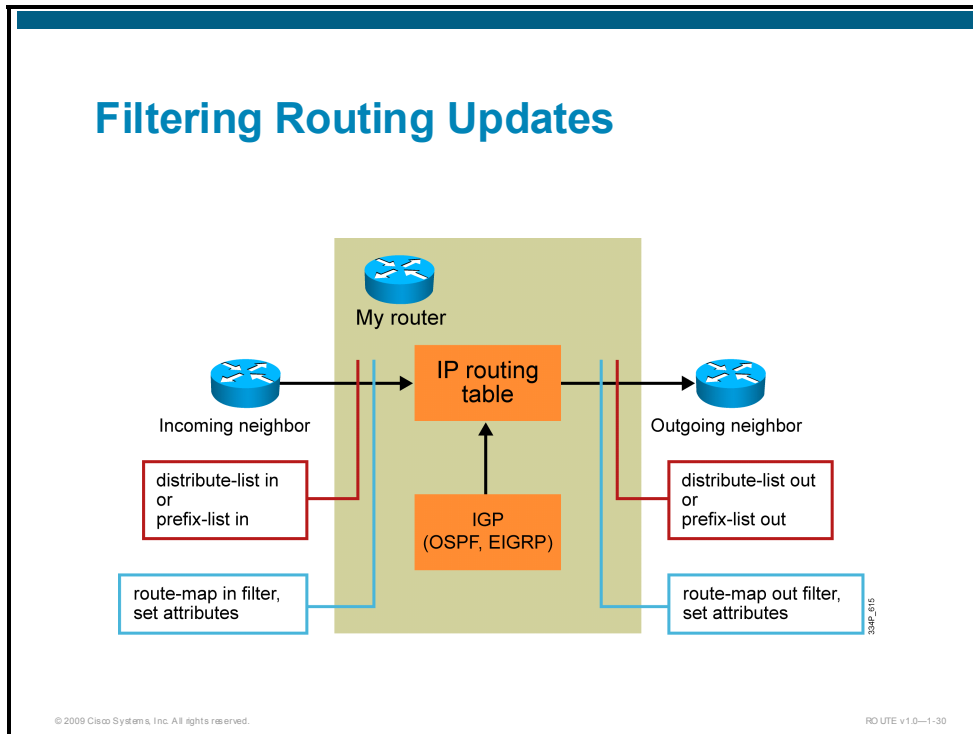 Filtering Routing Updates
My router
IP routing
table
Incoming neighbor
Outgoing neighbor
distribute-list in
or
prefix-list in
distribute-list out
or
prefix-list out
IGP
(OSPF, EIGRP)
route-map in filter,
set attributes
route-map out filter,
set attributes
334P_615
© 2009 Cisco Systems, Inc. All rights reserved.
ROUTE v1.0—1-30